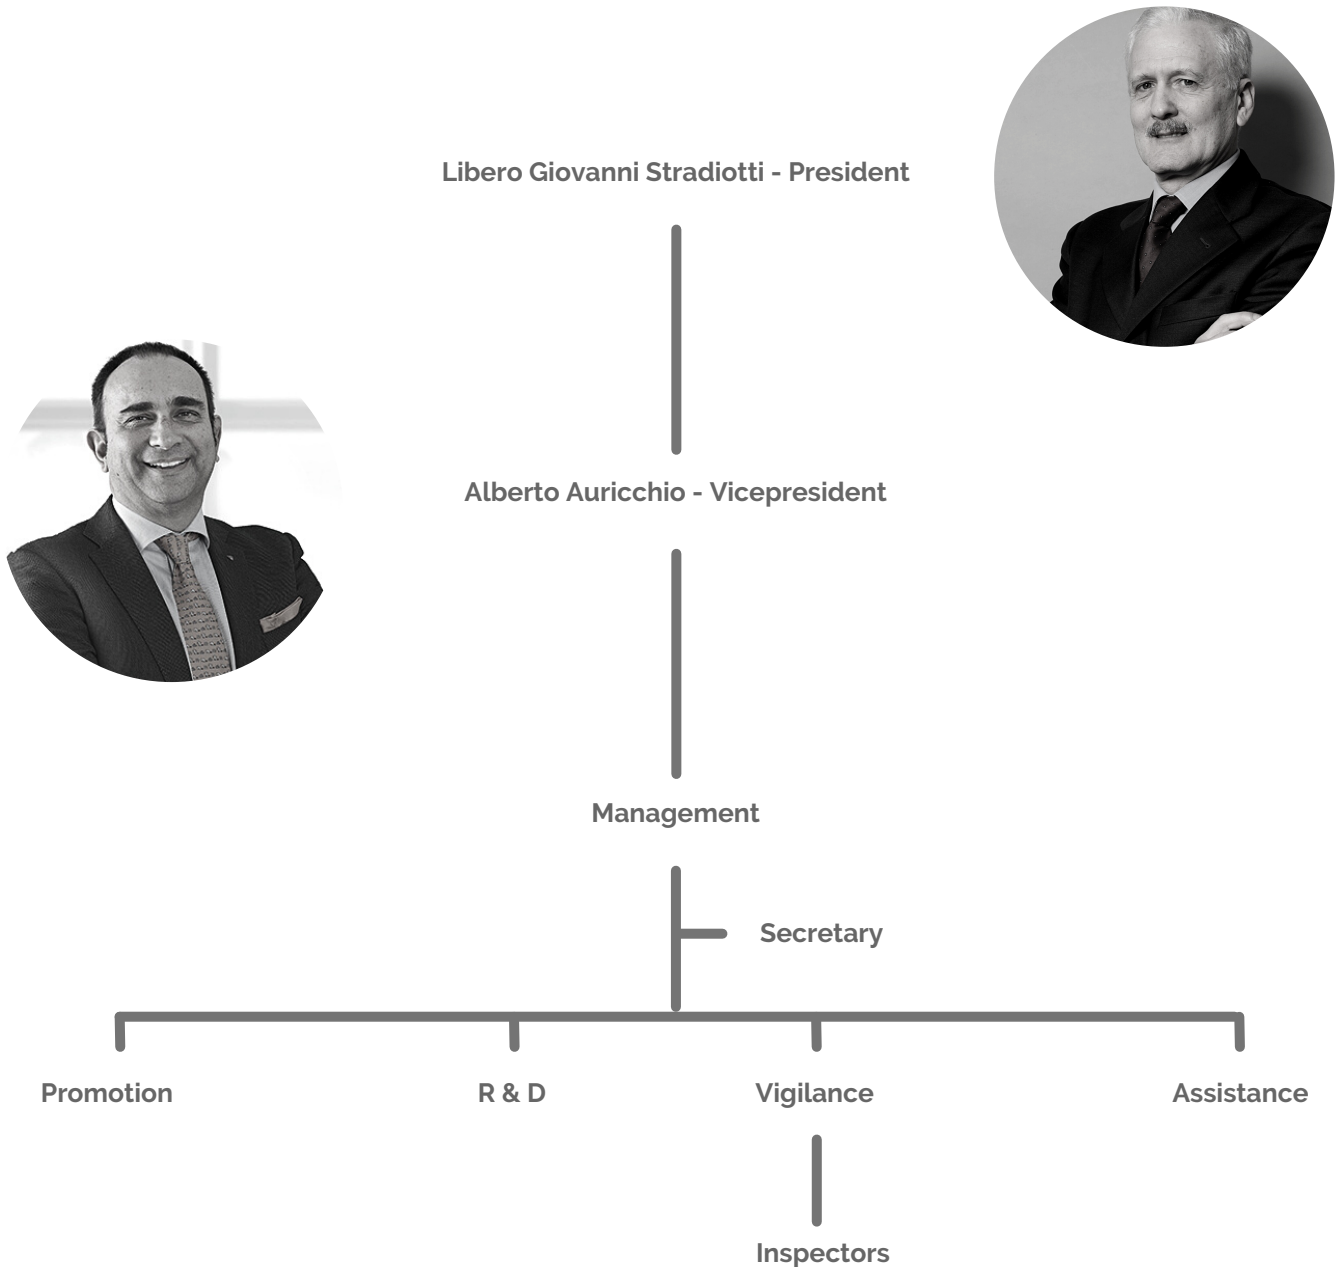 Libero Giovanni Stradiotti - President
Alberto Auricchio - Vicepresident
Management
Secretary
Promotion
R & D
Vigilance
Assistance
Inspectors